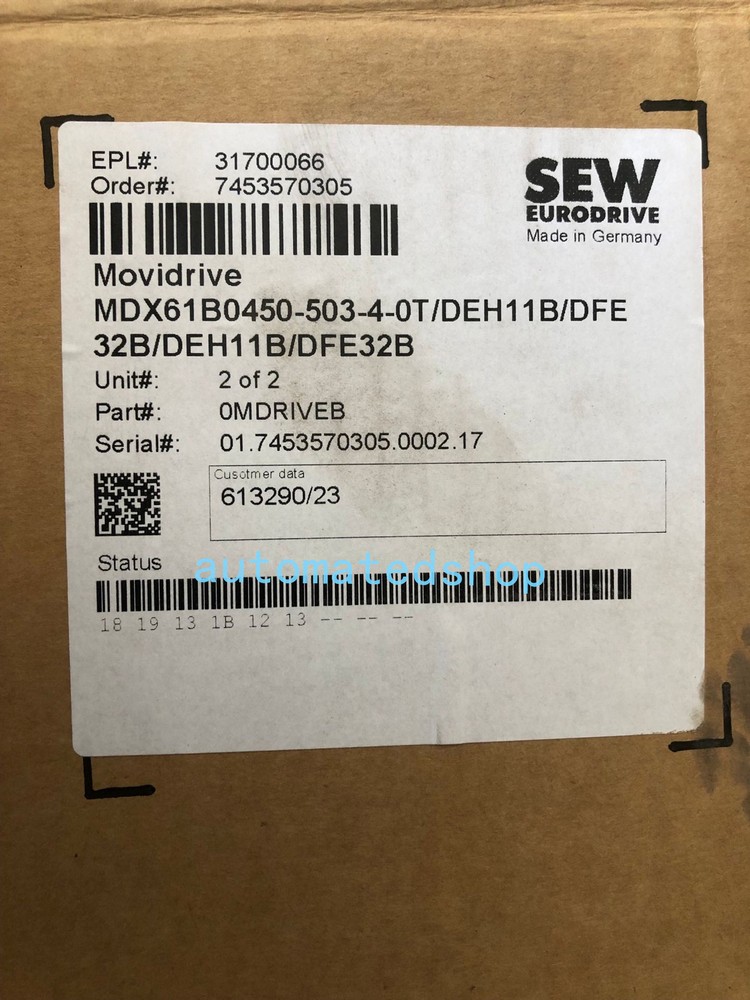 EPL#: 31700066
Order#: 7453570305
SEW
EURODRIVE
Made in Germany
Movidrive
MDX61B0450-503-4-0T/DEH11B/DFE
32B/DEH11B/DFE32B
Unit#: 2 of 2
Part#: 0MDRIVEB
Serial#: 01.7453570305.0002.17
Cusotmer data
613290/23
Status
automatedshop
18 19 13 1B 12 13 -- -- --